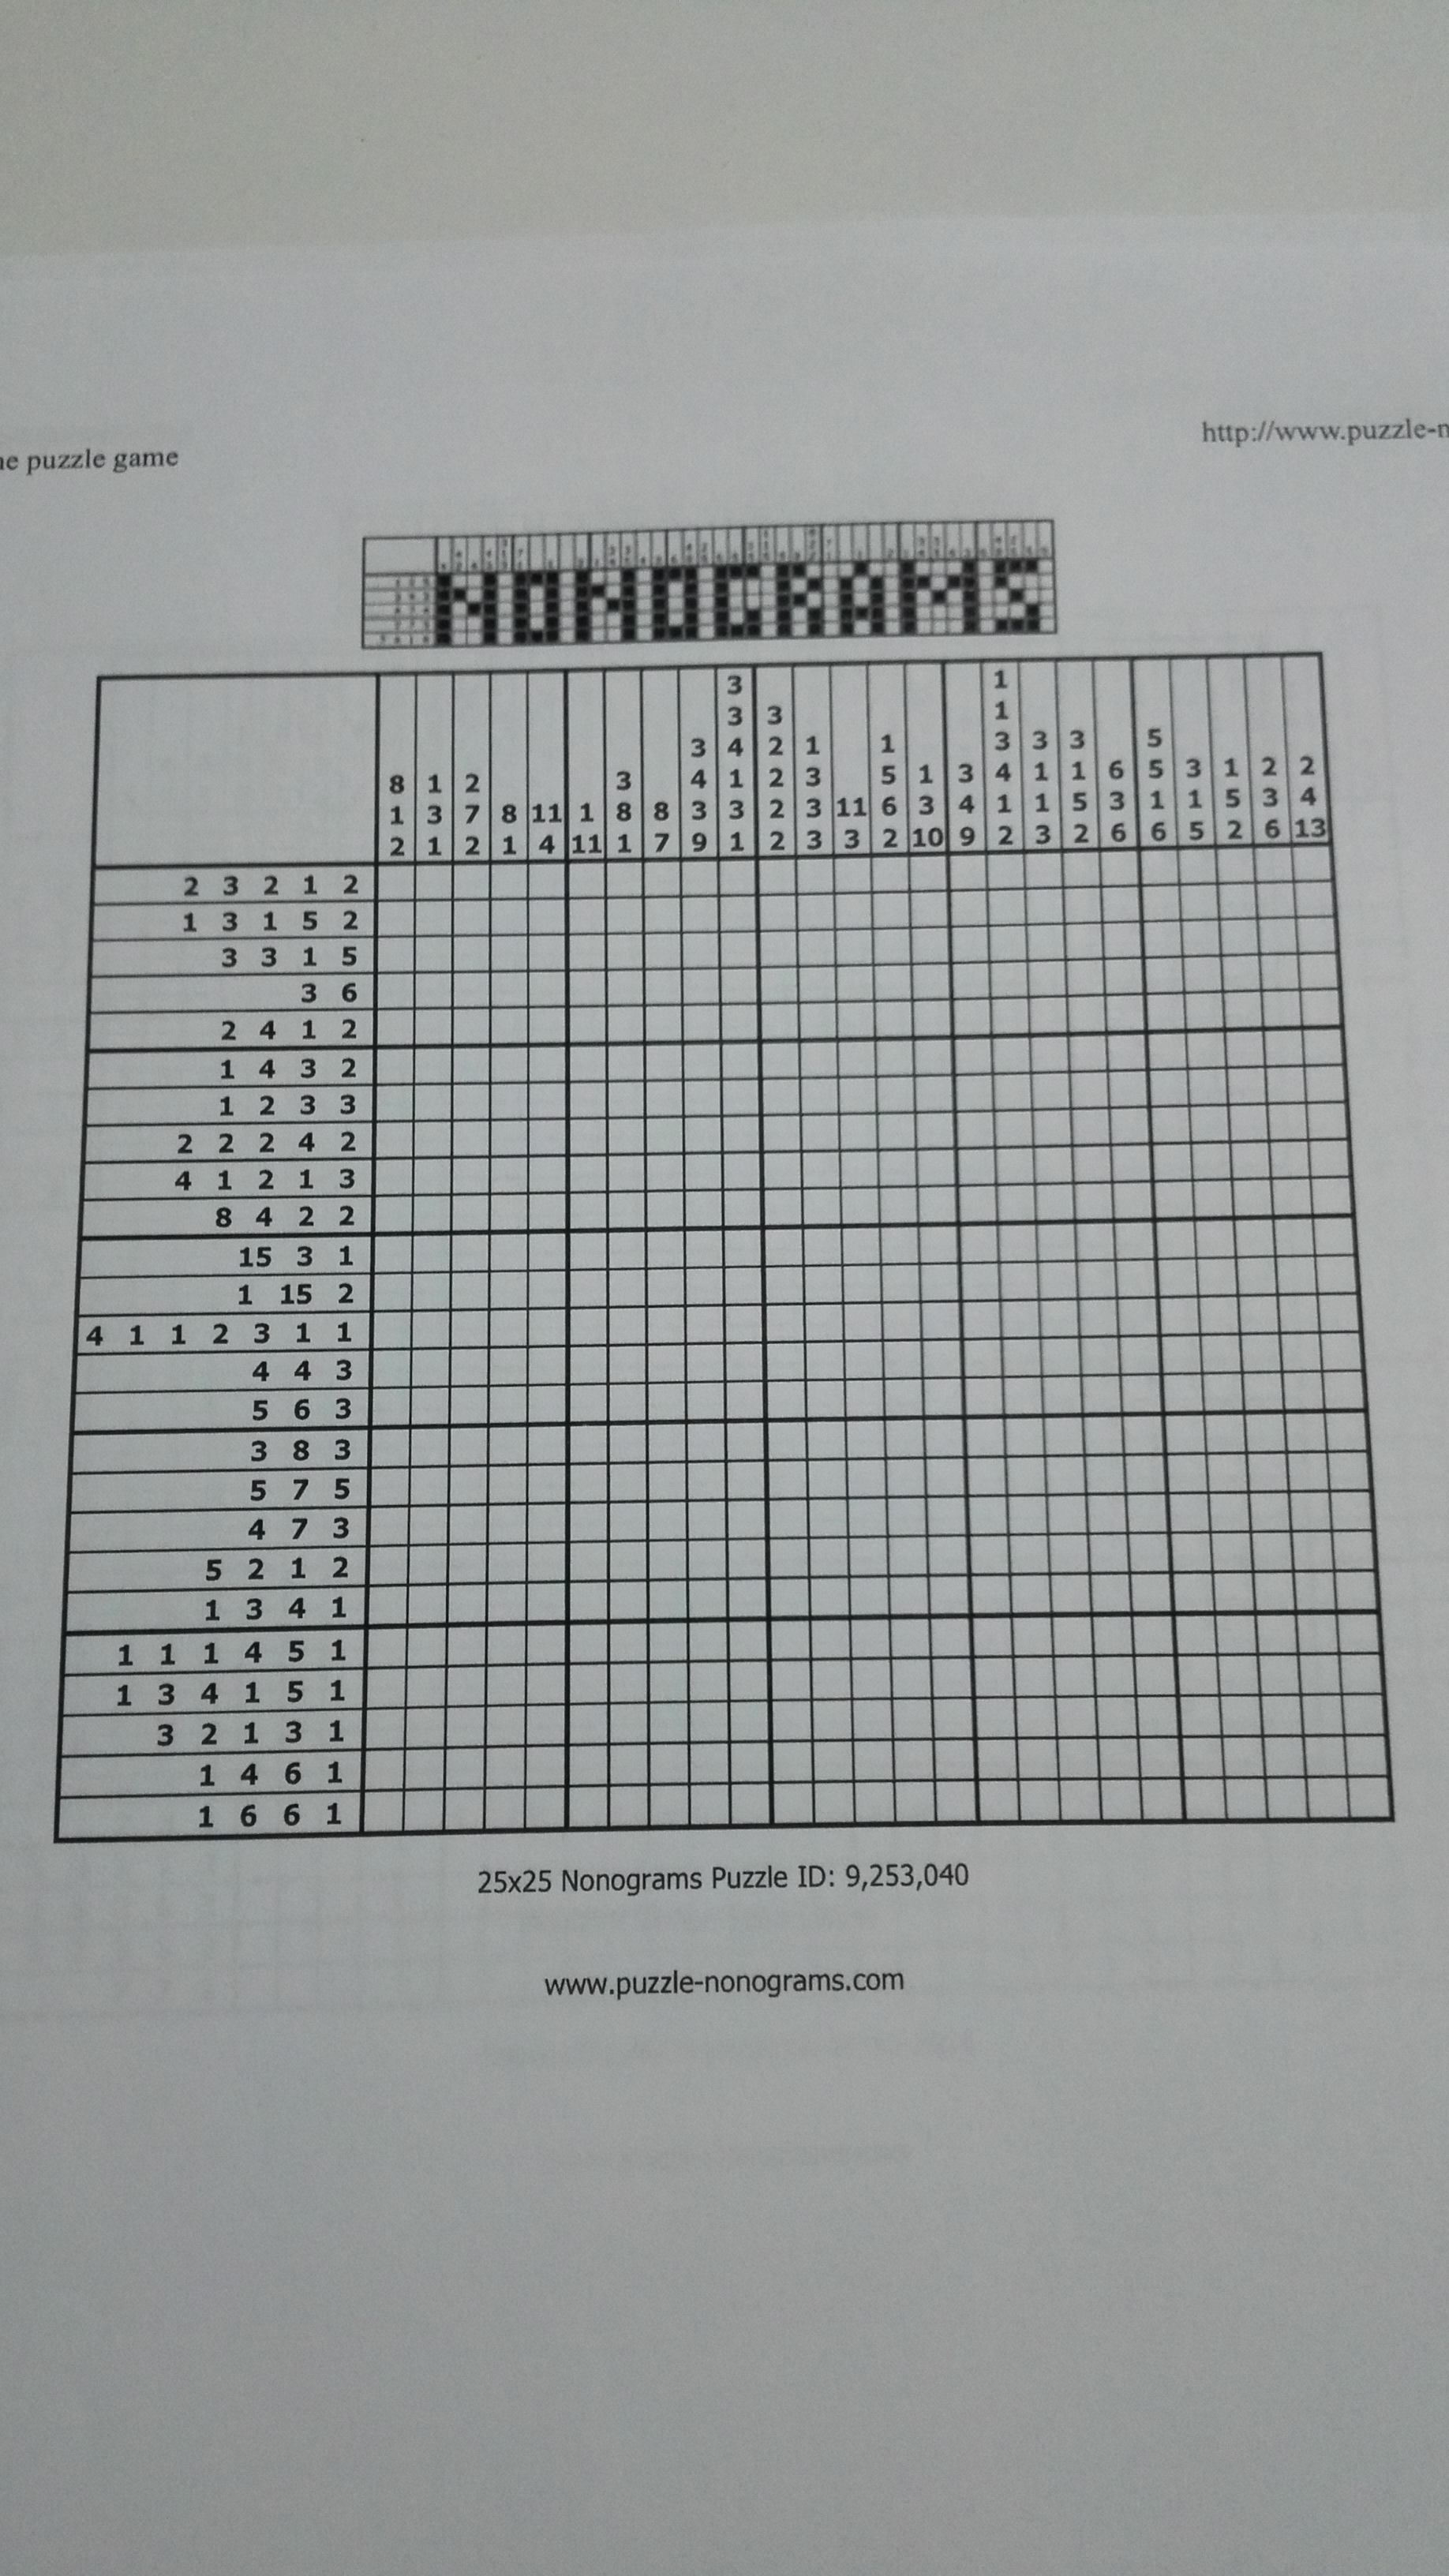 http://www.puzzle-n
ne puzzle game
NONOGRAMS
3 1
3 3 1
3 2 4 1 1 3 3 3 5
8 1 2 3 4 2 1 3 1 1 3 1 1 6 5 3 1 2 2
1 3 7 8 11 1 8 8 3 3 2 3 11 6 3 4 1 1 5 3 1 1 5 3 4
2 1 2 1 4 11 1 7 9 1 2 3 3 2 10 9 2 3 2 6 6 5 2 6 13
2 3 2 1 2
1 3 1 5 2
3 3 1 5
3 6
2 4 1 2
1 4 3 2
1 2 3 3
2 2 2 4 2
4 1 2 1 3
8 4 2 2
15 3 1
1 15 2
4 1 1 2 3 1 1
4 4 3
5 6 3
3 8 3
5 7 5
4 7 3
5 2 1 2
1 3 4 1
1 1 1 4 5 1
1 3 4 1 5 1
3 2 1 3 1
1 4 6 1
1 6 6 1
25x25 Nonograms Puzzle ID: 9,253,040
www.puzzle-nonograms.com